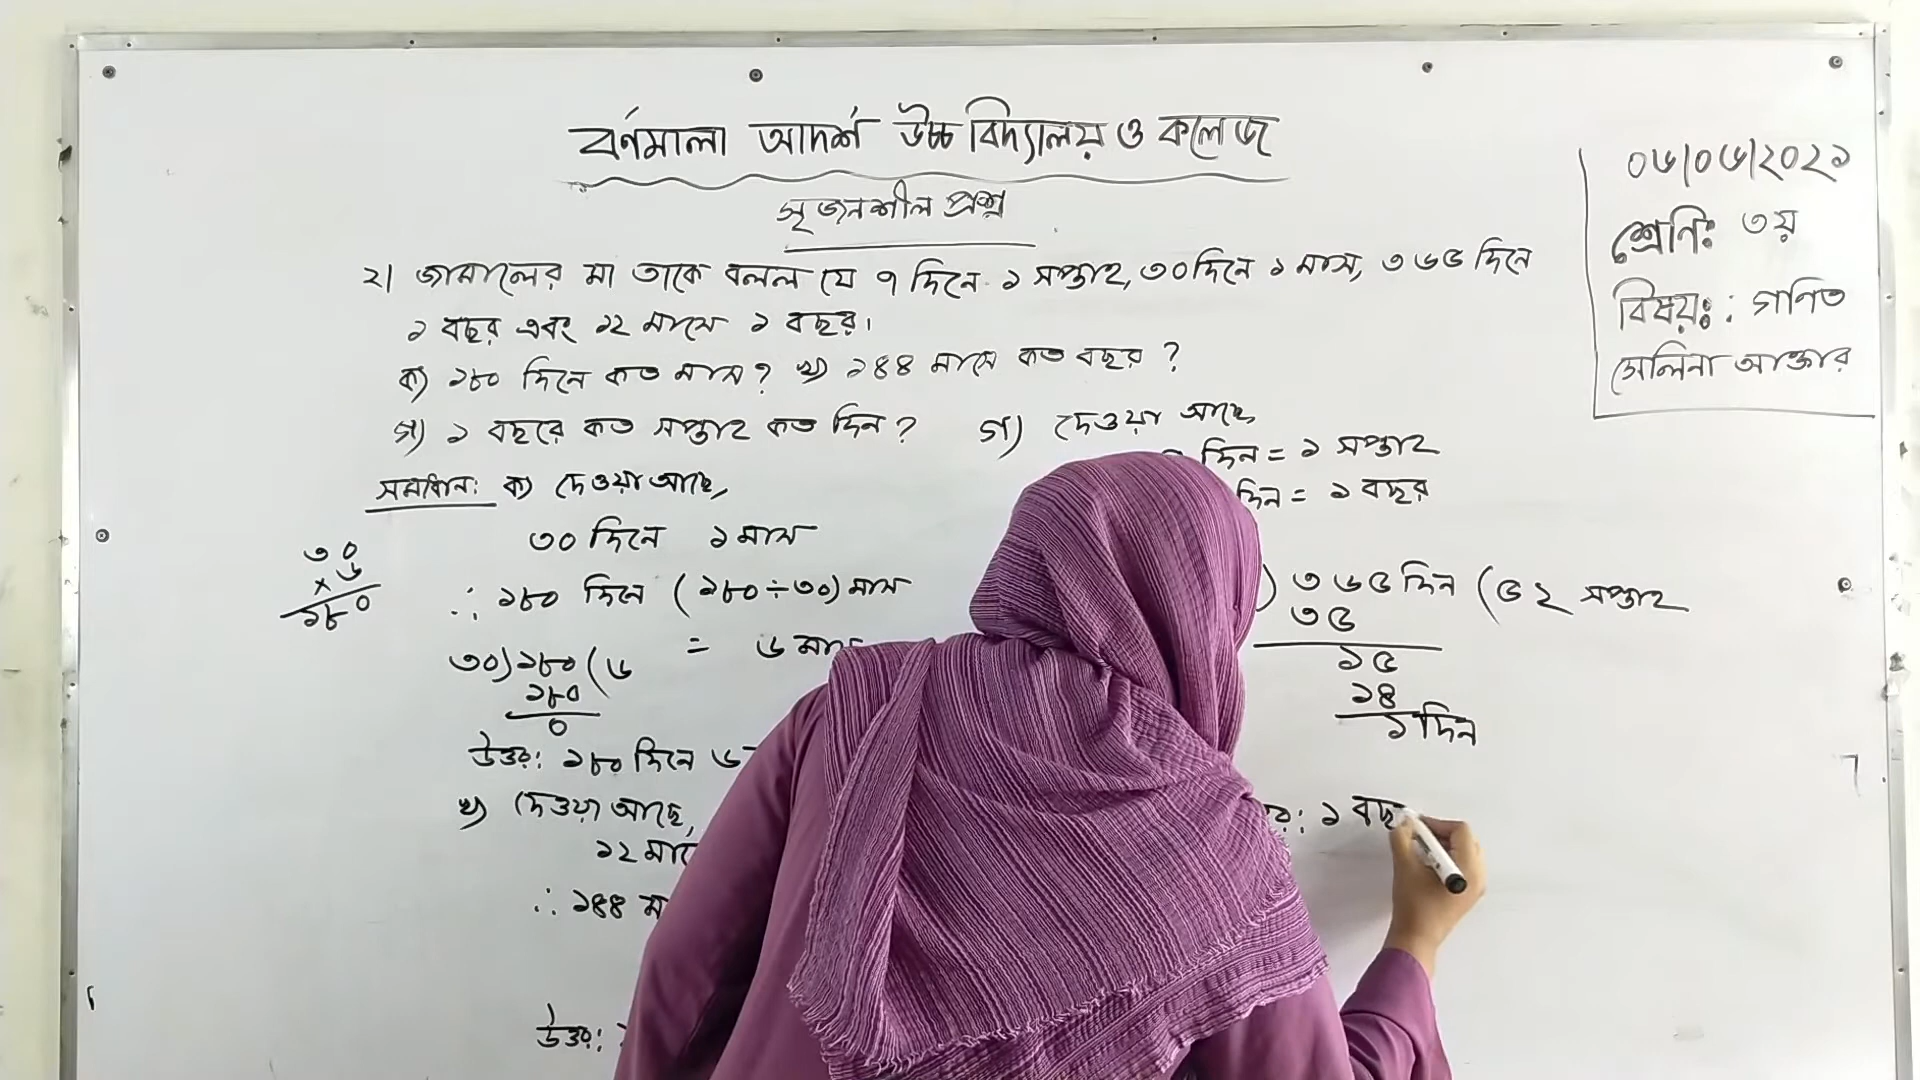 বর্ণমালা আদর্শ উচ্চ বিদ্যালয় ও কলেজ
সৃজনশীল প্রশ্ন
০৬/০৬/২০২১
শ্রেণি: ৩য়
বিষয়: : গণিত
সেলিনা আক্তার
২। জামালের মা তাকে বলল যে ৭ দিনে ১ সপ্তাহ, ৩০ দিনে ১ মাস, ৩৬৫ দিনে
১ বছর এবং ১২ মাসে ১ বছর।
ক) ১৮০ দিনে কত মাস? খ) ১৪৪ মাসে কত বছর?
গ) ১ বছরে কত সপ্তাহ কত দিন?
সমাধান: ক) দেওয়া আছে,
৩০ দিনে ১ মাস
∴ ১৮০ দিনে (১৮০÷৩০) মাস
= ৬ মাস
৩০
×৬
১৮০
৩০)১৮০(৬
১৮০
০
উত্তর: ১৮০ দিনে ৬
খ) দেওয়া আছে,
১২ মাসে
∴ ১৪৪
উত্তর:
গ) দেওয়া আছে,
দিন = ১ সপ্তাহ
দিন = ১ বছর
) ৩৬৫ দিন (৫২ সপ্তাহ
৩৫
১৫
১৪
১ দিন
: ১ বছ